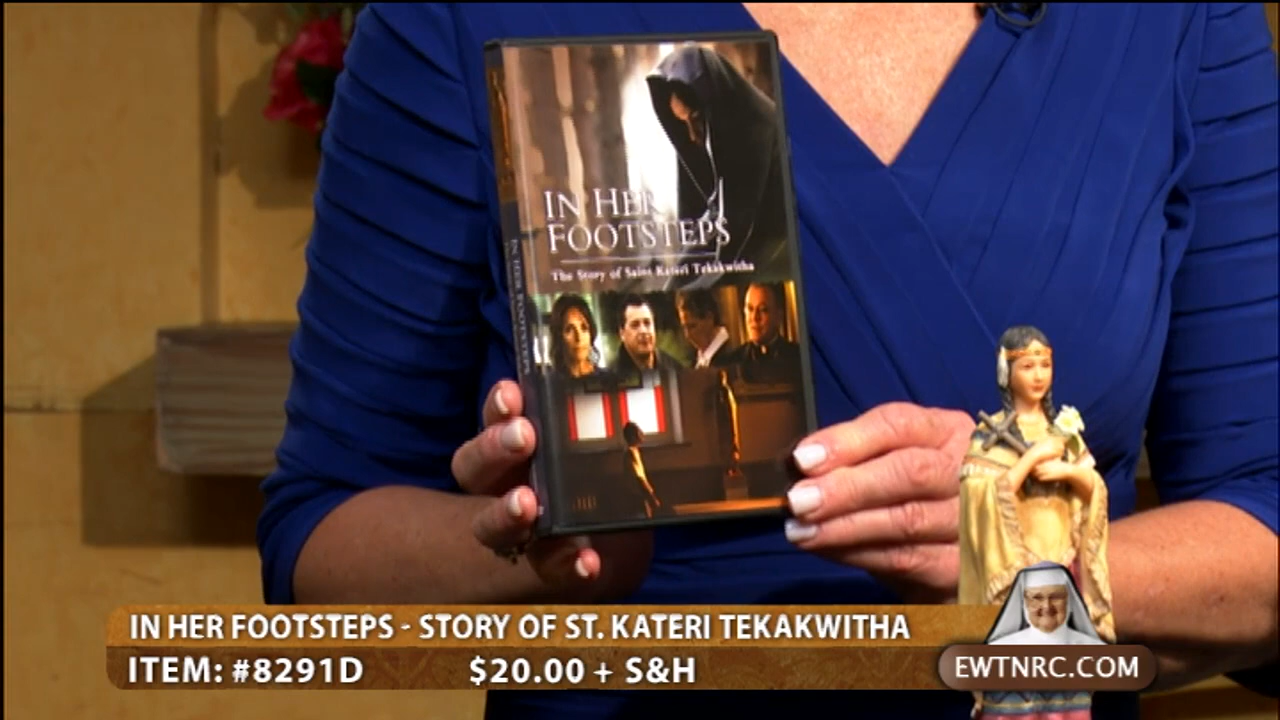 IN HER
FOOTSTEPS
The Story of Saint Kateri Tekakwitha
IN HER FOOTSTEPS
IN HER FOOTSTEPS - STORY OF ST. KATERI TEKAKWITHA
ITEM: #8291D $20.00 + S&H
EWTNRC.COM